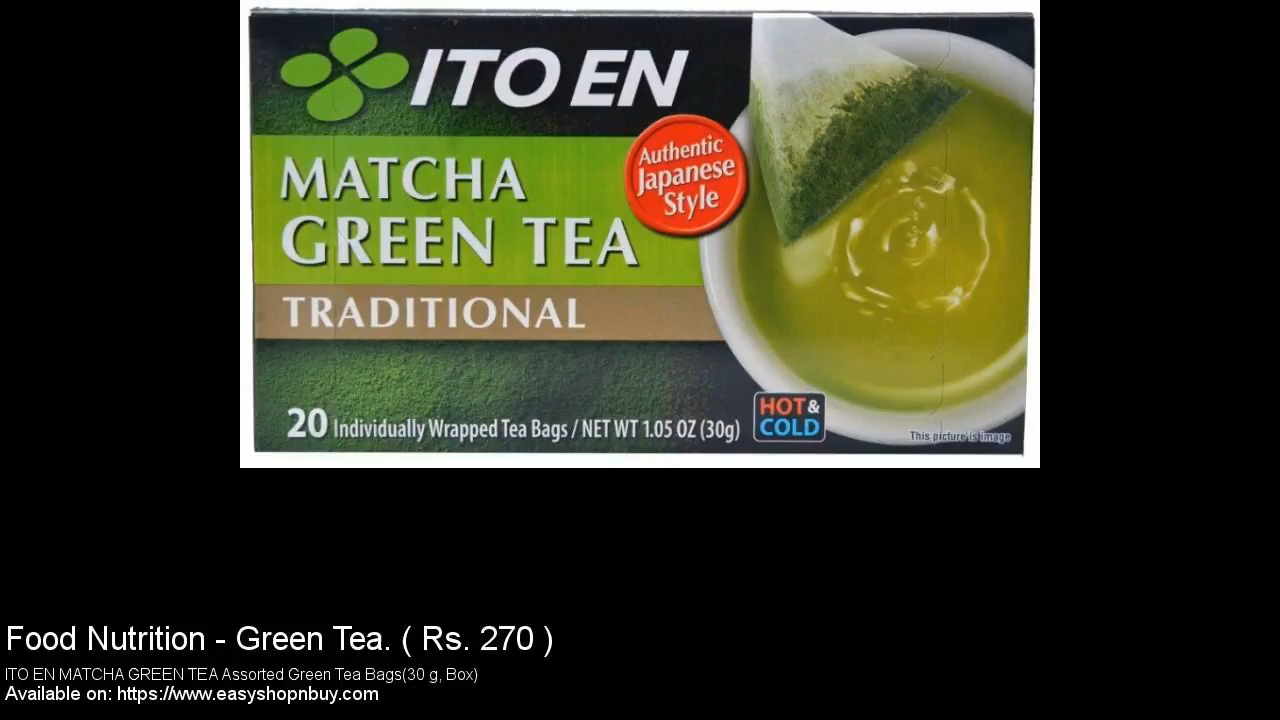 ITO EN
MATCHA
GREEN TEA
Authentic
Japanese
Style
TRADITIONAL
20 Individually Wrapped Tea Bags / NET WT 1.05 OZ (30g)
HOT &
COLD
This picture is image
Food Nutrition - Green Tea. ( Rs. 270 )
ITO EN MATCHA GREEN TEA Assorted Green Tea Bags(30 g, Box)
Available on: https://www.easyshopnbuy.com